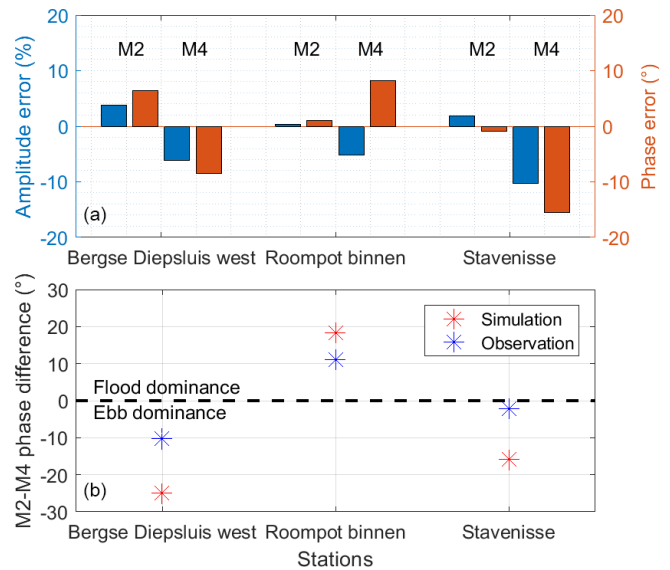 20
10
0
-10
-20
Amplitude error (%)
M2 M4 M2 M4 M2 M4
(a)
20
10
0
10
20
Phase error (°)
Bergse Diepsluis west Roompot binnen Stavenisse
30
20
10
0
-10
-20
-30
M2-M4 phase difference (°)
Simulation
Observation
Flood dominance
Ebb dominance
(b)
Bergse Diepsluis west Roompot binnen Stavenisse
Stations